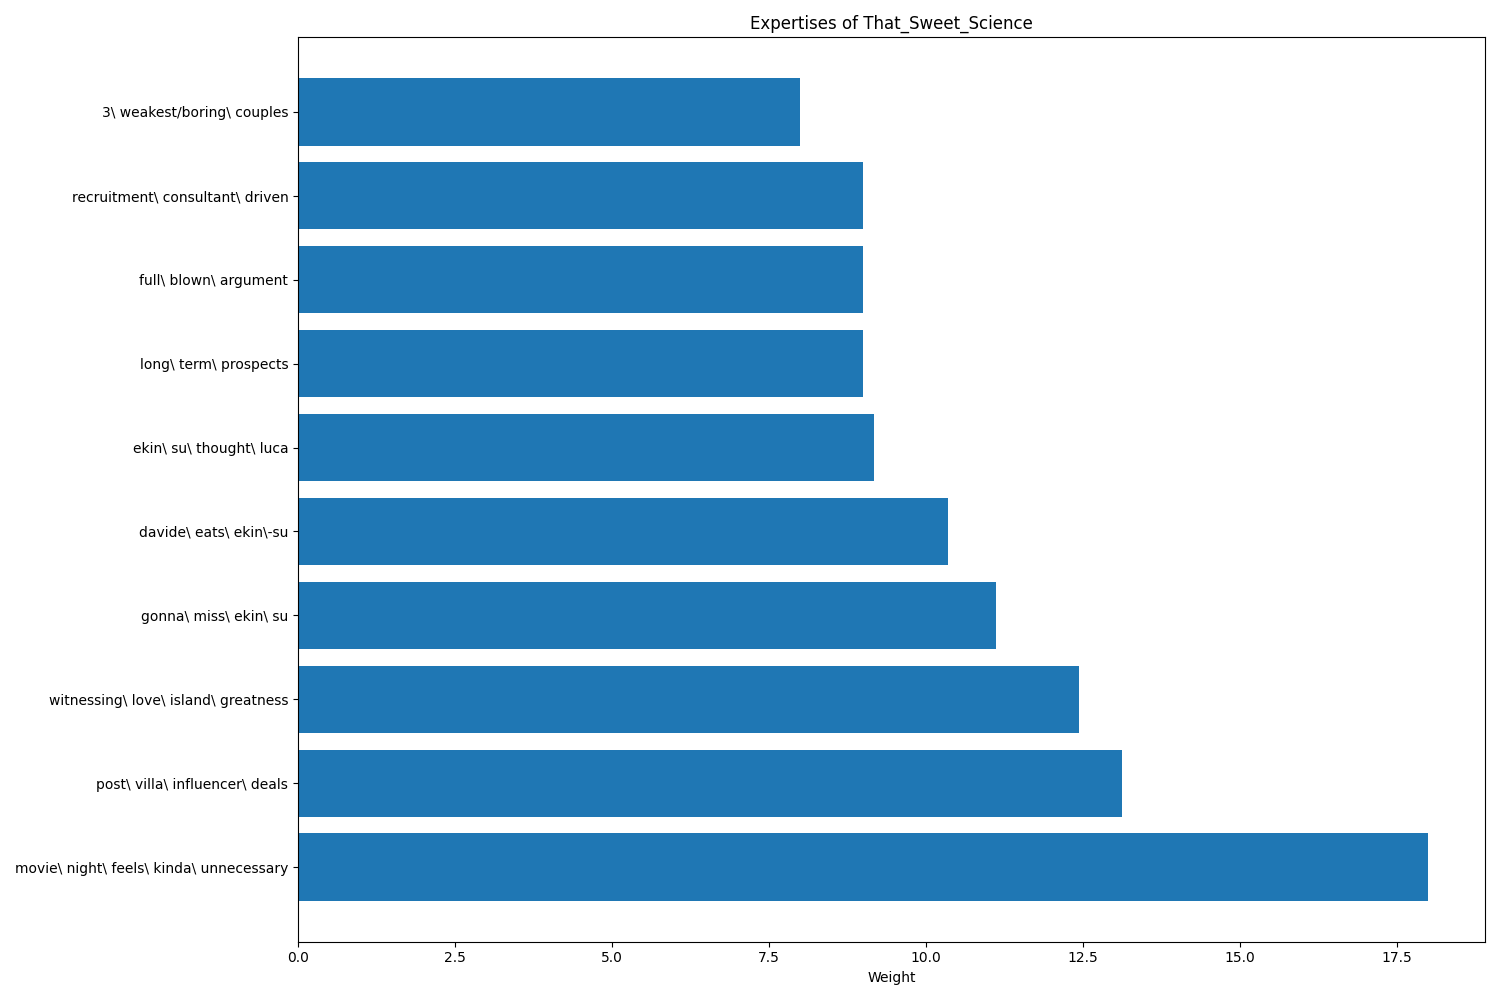 Expertises of That_Sweet_Science
3\ weakest/boring\ couples
recruitment\ consultant\ driven
full\ blown\ argument
long\ term\ prospects
ekin\ su\ thought\ luca
davide\ eats\ ekin\-su
gonna\ miss\ ekin\ su
witnessing\ love\ island\ greatness
post\ villa\ influencer\ deals
movie\ night\ feels\ kinda\ unnecessary
0.0 2.5 5.0 7.5 10.0 12.5 15.0 17.5
Weight